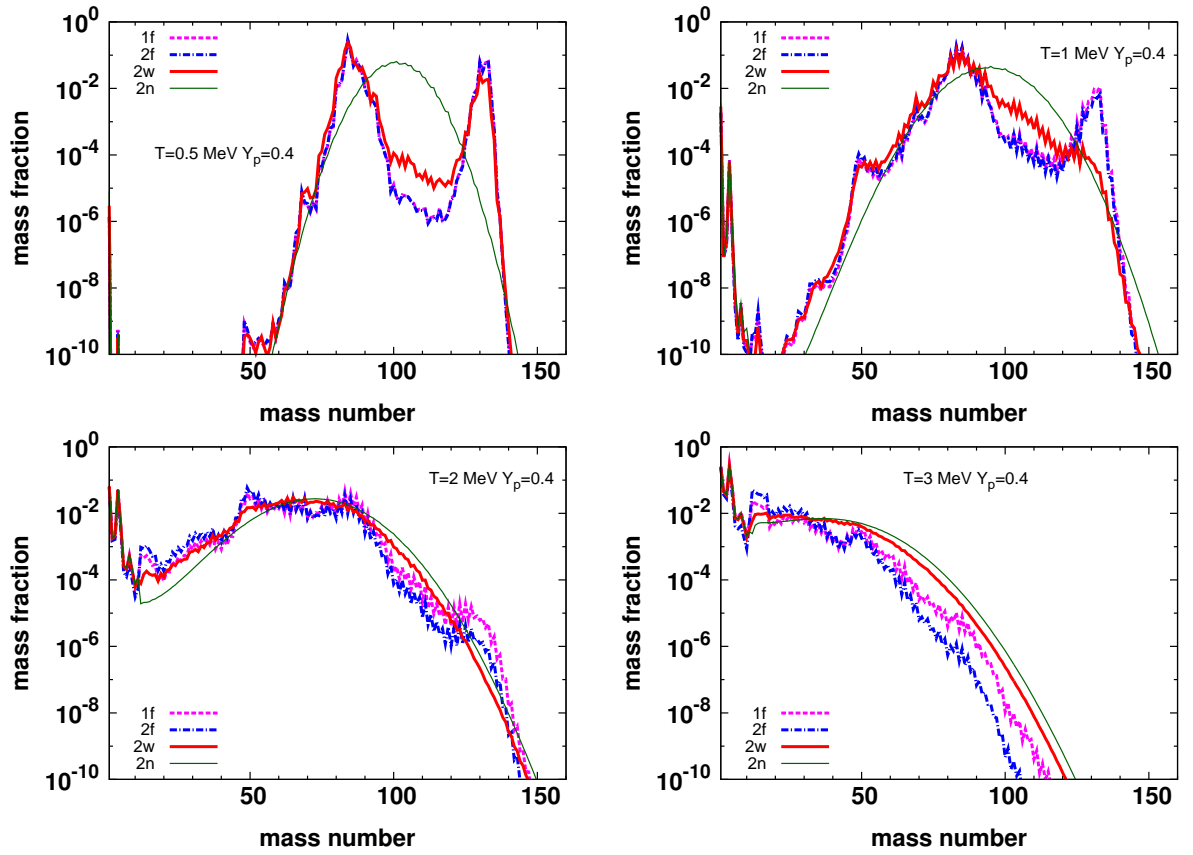 10^0
10^-2
10^-4
10^-6
10^-8
10^-10
mass fraction
1f
2f
2w
2n
T=0.5 MeV Y_p=0.4
50
100
150
mass number
10^0
10^-2
10^-4
10^-6
10^-8
10^-10
mass fraction
1f
2f
2w
2n
T=1 MeV Y_p=0.4
50
100
150
mass number
10^0
10^-2
10^-4
10^-6
10^-8
10^-10
mass fraction
T=2 MeV Y_p=0.4
1f
2f
2w
2n
50
100
150
mass number
10^0
10^-2
10^-4
10^-6
10^-8
10^-10
mass fraction
T=3 MeV Y_p=0.4
1f
2f
2w
2n
50
100
150
mass number